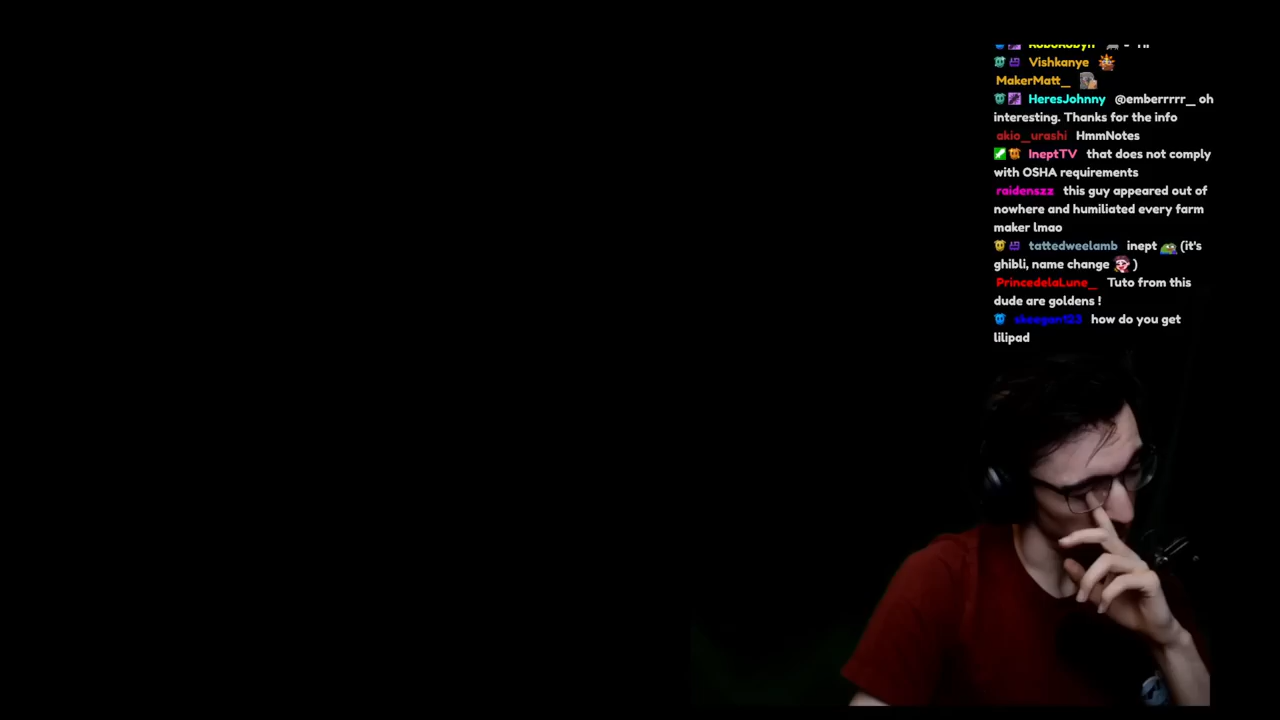 Vishkanye
MakerMatt_
HeresJohnny @emberrrrr_ oh
interesting. Thanks for the info
akio_urashi HmmNotes
IneptTV that does not comply
with OSHA requirements
raidenszz this guy appeared out of
nowhere and humiliated every farm
maker lmao
tattedweelamb inept (it's
ghibli, name change )
PrincedelaLune_ Tuto from this
dude are goldens !
how do you get
lilipad